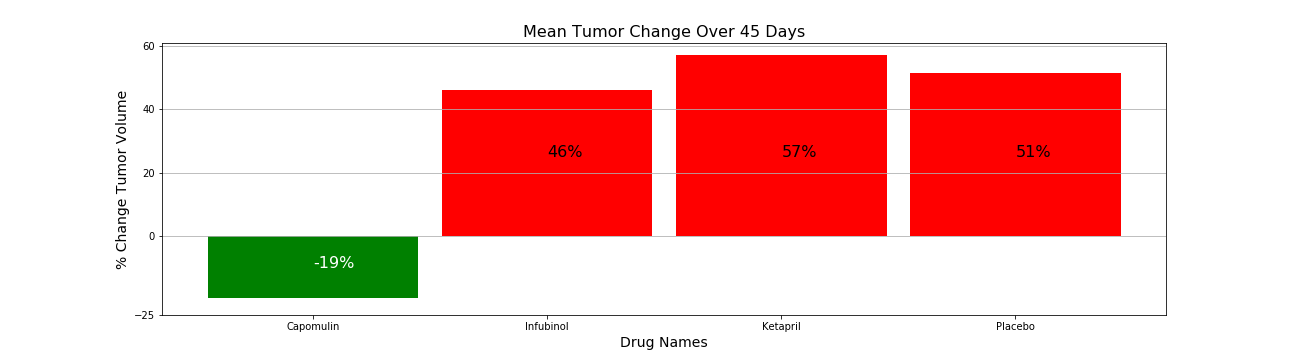 Mean Tumor Change Over 45 Days
% Change Tumor Volume
60
40
20
0
−25
-19%
46%
57%
51%
Capomulin
Infubinol
Ketapril
Placebo
Drug Names